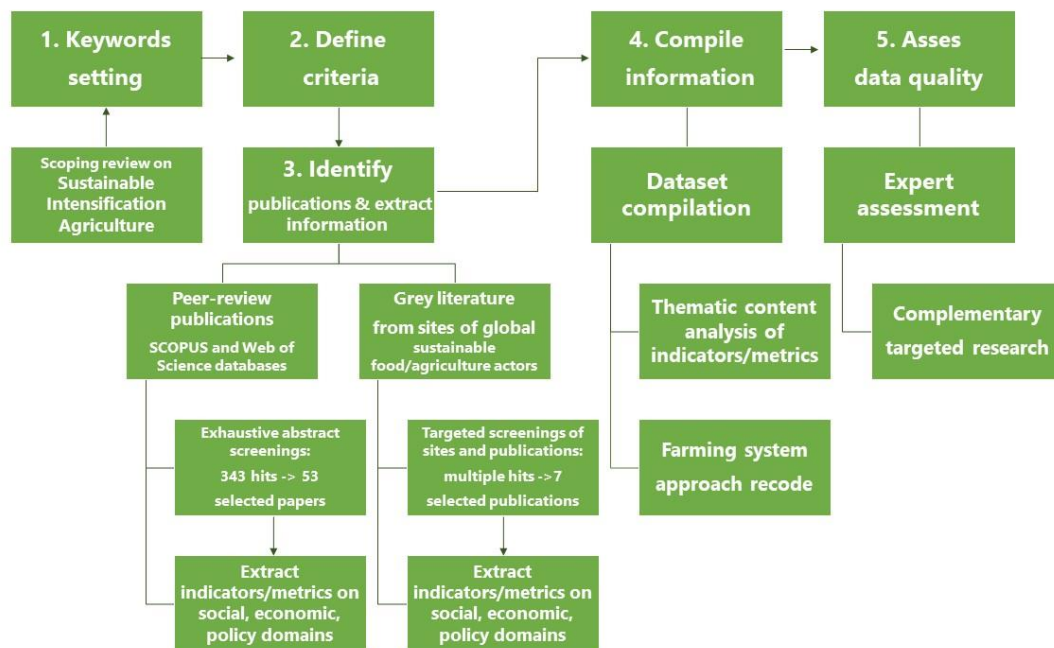 1. Keywords
setting
2. Define
criteria
4. Compile
information
5. Asses
data quality
Scoping review on
Sustainable
Intensification
Agriculture
3. Identify
publications & extract
information
Dataset
compilation
Expert
assessment
Peer-review
publications
SCOPUS and Web of
Science databases
Grey literature
from sites of global
sustainable
food/agriculture actors
Thematic content
analysis of
indicators/metrics
Complementary
targeted research
Exhaustive abstract
screenings:
343 hits -> 53
selected papers
Targeted screenings of
sites and publications:
multiple hits ->7
selected publications
Farming system
approach recode
Extract
indicators/metrics on
social, economic,
policy domains
Extract
indicators/metrics on
social, economic,
policy domains